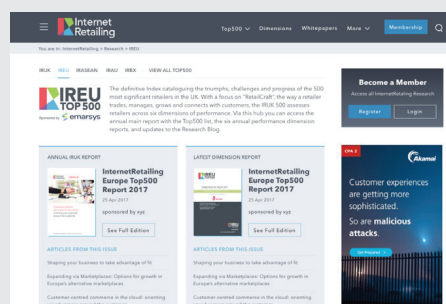 Internet
Retailing
Top500
Dimensions
Whitepapers
More
Membership
You are in: InternetRetailing > Research > IREU
IRUK
IREU
IRASEAN
IRAU
IRBX
VIEW ALL TOP500
IREU
TOP 500
Sponsored by emarsys
The definitive Index cataloguing the triumphs, challenges and progress of the 500
most significant retailers in the UK. With a focus on "RetailCraft", the way a retailer
trades, manages, grows and connects with customers, the IRUK 500 assesses
retailers across six dimensions of performance. Via this hub you can access the
annual main report with the Top500 list, the six annual performance dimension
reports, and updates to the Research Blog.
Become a Member
Access all InternetRetailing Research
Register
Login
ANNUAL IRUK REPORT
InternetRetailing
Europe Top500
Report 2017
25 Apr 2017
sponsored by xyz
See Full Edition
ARTICLES FROM THIS ISSUE
Shaping your business to take advantage of 5t
Expanding via Marketplaces: Options for growth in
Europe's alternative marketplaces
Customer-centred commerce in the cloud: orienting
LATEST DIMENSION REPORT
InternetRetailing
Europe Top500
Report 2017
25 Apr 2017
sponsored by xyz
See Full Edition
ARTICLES FROM THIS ISSUE
Shaping your business to take advantage of 5t
Expanding via Marketplaces: Options for growth in
Europe's alternative marketplaces
Customer-centred commerce in the cloud: orienting
Akamai
Customer experiences
are getting more
sophisticated.
So are malicious
attacks.